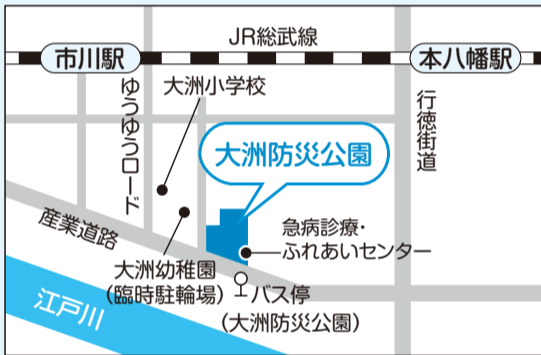 JR総武線
市川駅
本八幡駅
大洲小学校
ゆうゆうロード
行徳街道
大洲防災公園
産業道路
急病診療・
ふれあいセンター
大洲幼稚園
（臨時駐輪場）
バス停
（大洲防災公園）
江戸川